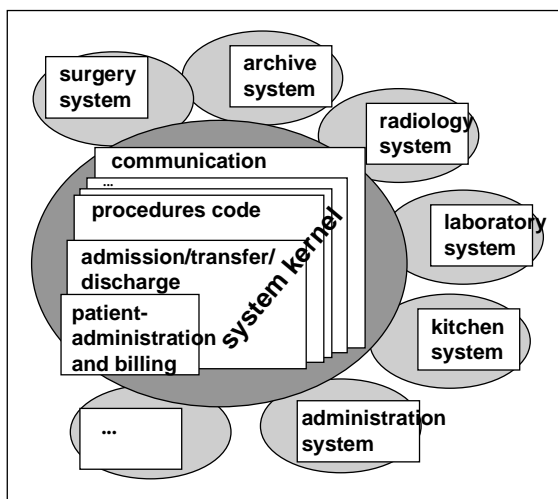 surgery
system
archive
system
radiology
system
communication
...
procedures code
admission/transfer/
discharge
patient-
administration
and billing
system kernel
laboratory
system
kitchen
system
administration
system
...